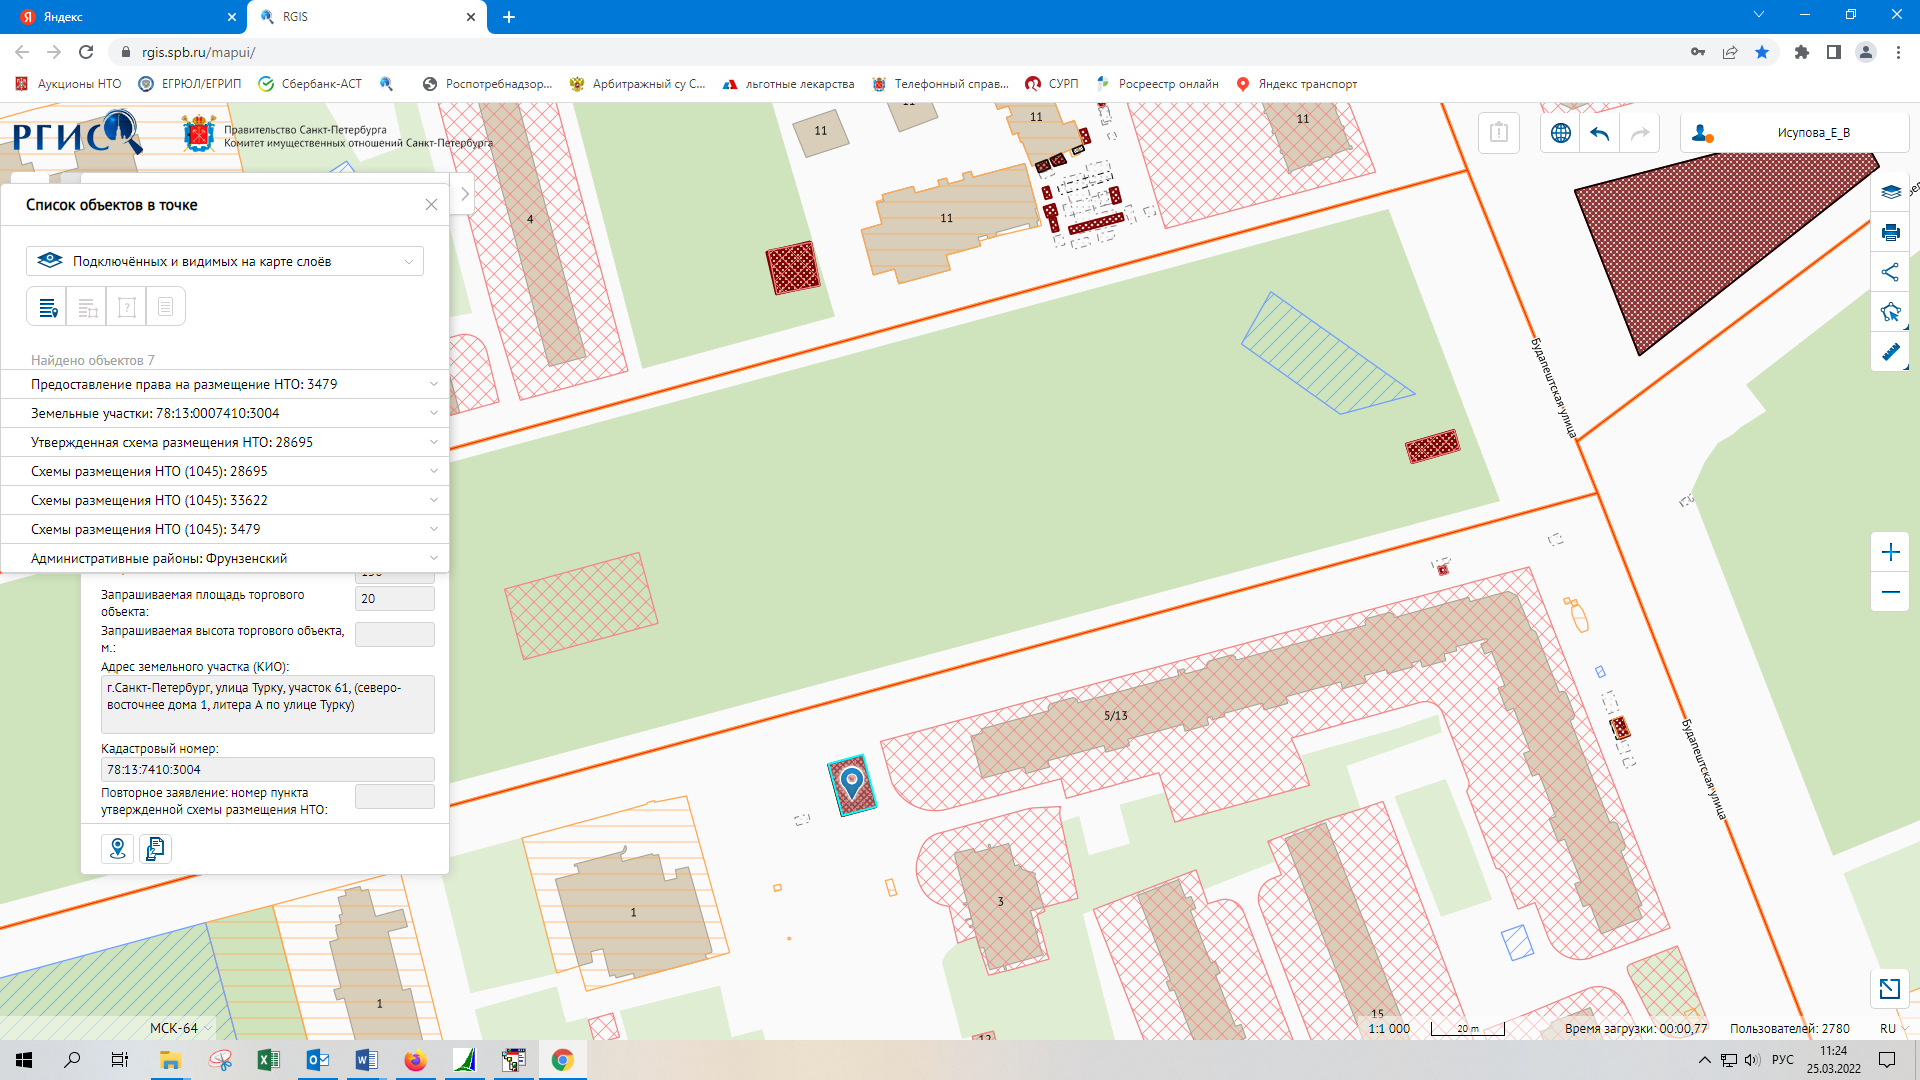 Яндекс
RGIS
rgis.spb.ru/mapui/
Аукционы НТО
ЕГРЮЛ/ЕГРИП
Сбербанк-АСТ
Роспотребнадзор...
Арбитражный су С...
льготные лекарства
Телефонный справ...
СУРП
Росреестр онлайн
Яндекс транспорт
РГИС
Правительство Санкт-Петербурга
Комитет имущественных отношений Санкт-Петербурга
Исупова_Е_В
Список объектов в точке
Подключённых и видимых на карте слоёв
Найдено объектов 7
Предоставление права на размещение НТО: 3479
Земельные участки: 78:13:0007410:3004
Утвержденная схема размещения НТО: 28695
Схемы размещения НТО (1045): 28695
Схемы размещения НТО (1045): 33622
Схемы размещения НТО (1045): 3479
Административные районы: Фрунзенский
Запрашиваемая площадь торгового
объекта:
20
Запрашиваемая высота торгового объекта,
м.:
Адрес земельного участка (КИО):
г.Санкт-Петербург, улица Турку, участок 61, (северо-
восточнее дома 1, литера А по улице Турку)
Кадастровый номер:
78:13:7410:3004
Повторное заявление: номер пункта
утвержденной схемы размещения НТО:
11
11
11
11
4
Будапештская улица
5/13
Будапештская улица
1
3
1
15
МСК-64
1:1 000
20 m
Время загрузки: 00:00,77
Пользователей: 2780
RU
РУС
11:24
25.03.2022